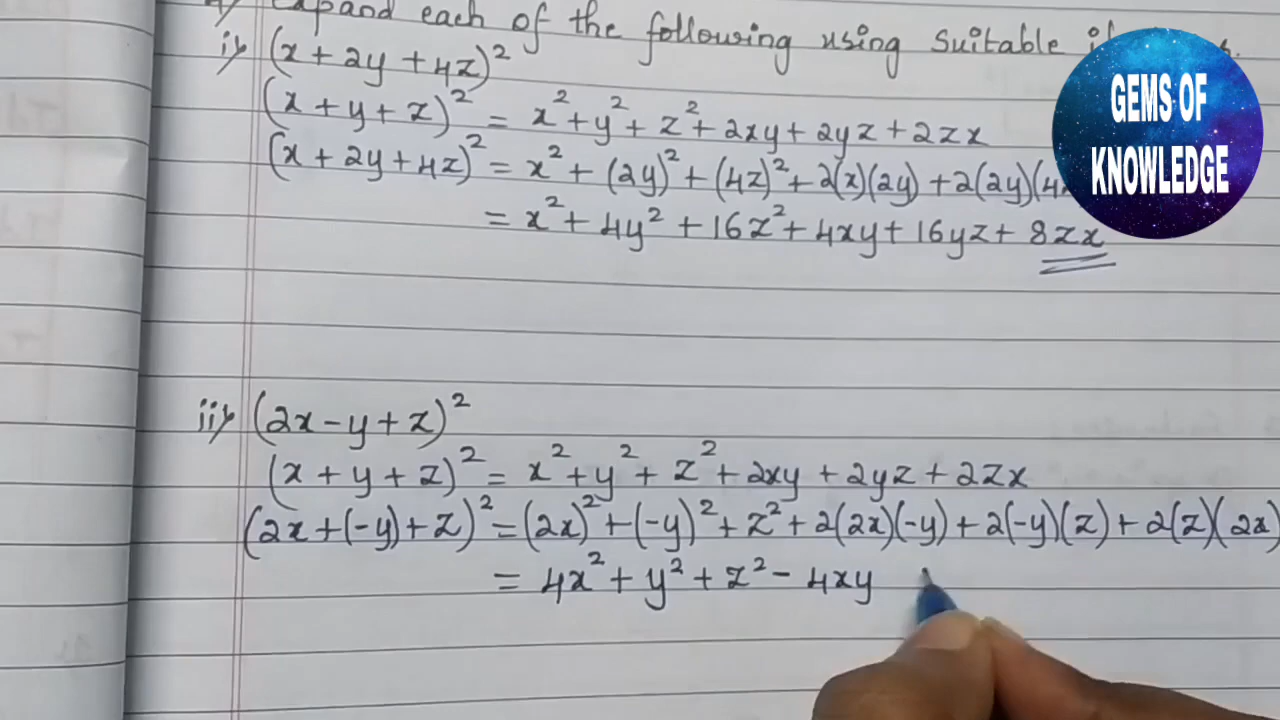 Expand each of the following using suitable
i) (x + 2y + 4z)²
(x + y + z)² = x² + y² + z² + 2xy + 2yz + 2zx
(x + 2y + 4z)² = x² + (2y)² + (4z)² + 2(x)(2y) + 2(2y)(4
= x² + 4y² + 16z² + 4xy + 16yz + 8zx
ii) (2x - y + z)²
(x + y + z)² = x² + y² + z² + 2xy + 2yz + 2zx
(2x + (-y) + z)² = (2x)² + (-y)² + z² + 2(2x)(-y) + 2(-y)(z) + 2(z)(2x)
= 4x² + y² + z² - 4xy
GEMS OF
KNOWLEDGE